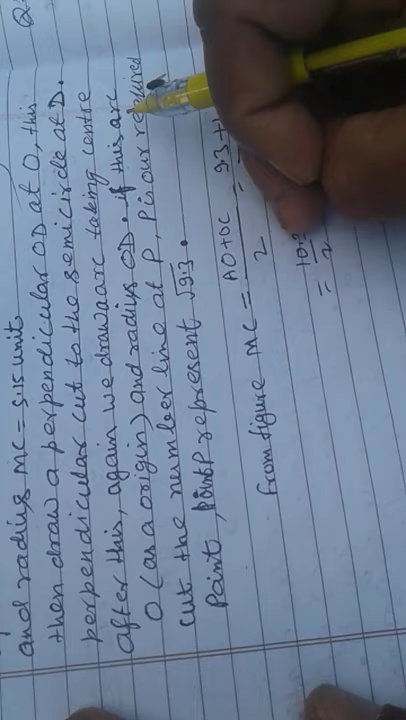 and radius MC = 5.15 unit
then draw a perpendicular OD at O, this
perpendicular cut to the semicircle at D.
after this, again we draw a arc taking centre
O (as a origin) and radius OD. if this arc
cut the number line at P, P is our required
Point, Point P represent √9.3.
From figure MC = AO+OC / 2 = 9.3+
= 10. / 2